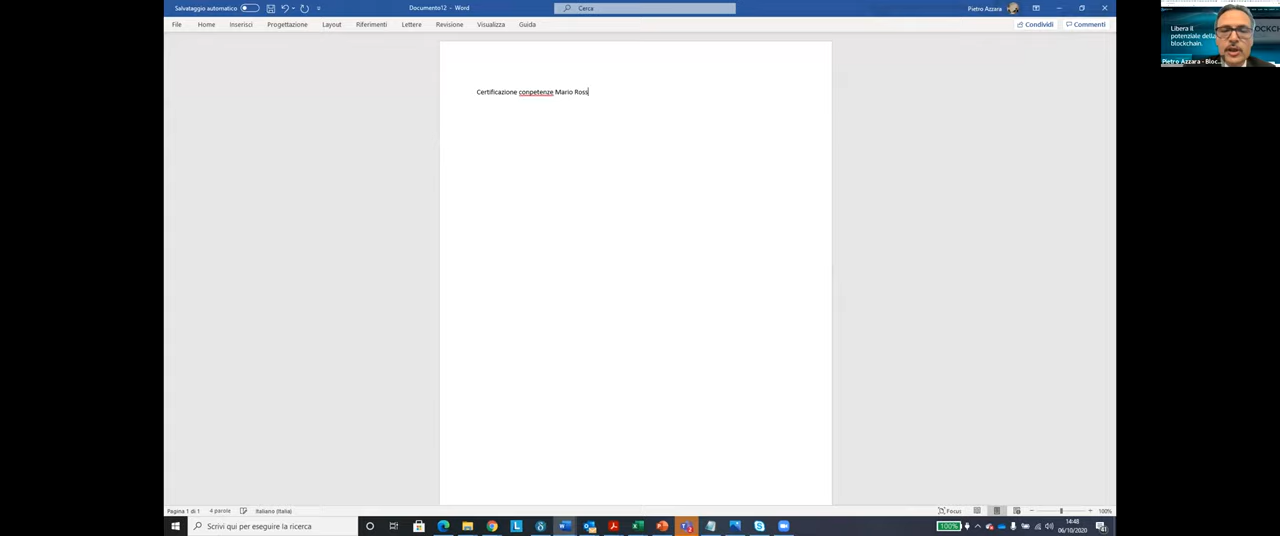 Salvataggio automatico
Documento12 - Word
Cerca
Pietro Azzara
File Home Inserisci Progettazione Layout Riferimenti Lettere Revisione Visualizza Guida
Condividi Commenti
Certificazione conpetenze Mario Ross
Libera il
potenziale della
blockchain.
Pietro Azzara - Bloc...
Pagina 1 di 1 4 parole Italiano (Italia)
Focus
100%
Scrivi qui per eseguire la ricerca
100%
14:48
06/10/2020